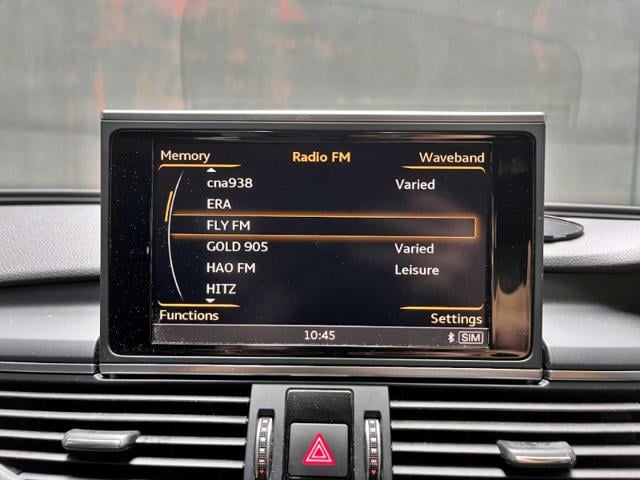 Memory Radio FM Waveband
cna938 Varied
ERA
FLY FM
GOLD 905 Varied
HAO FM Leisure
HITZ
Functions Settings
10:45 SIM